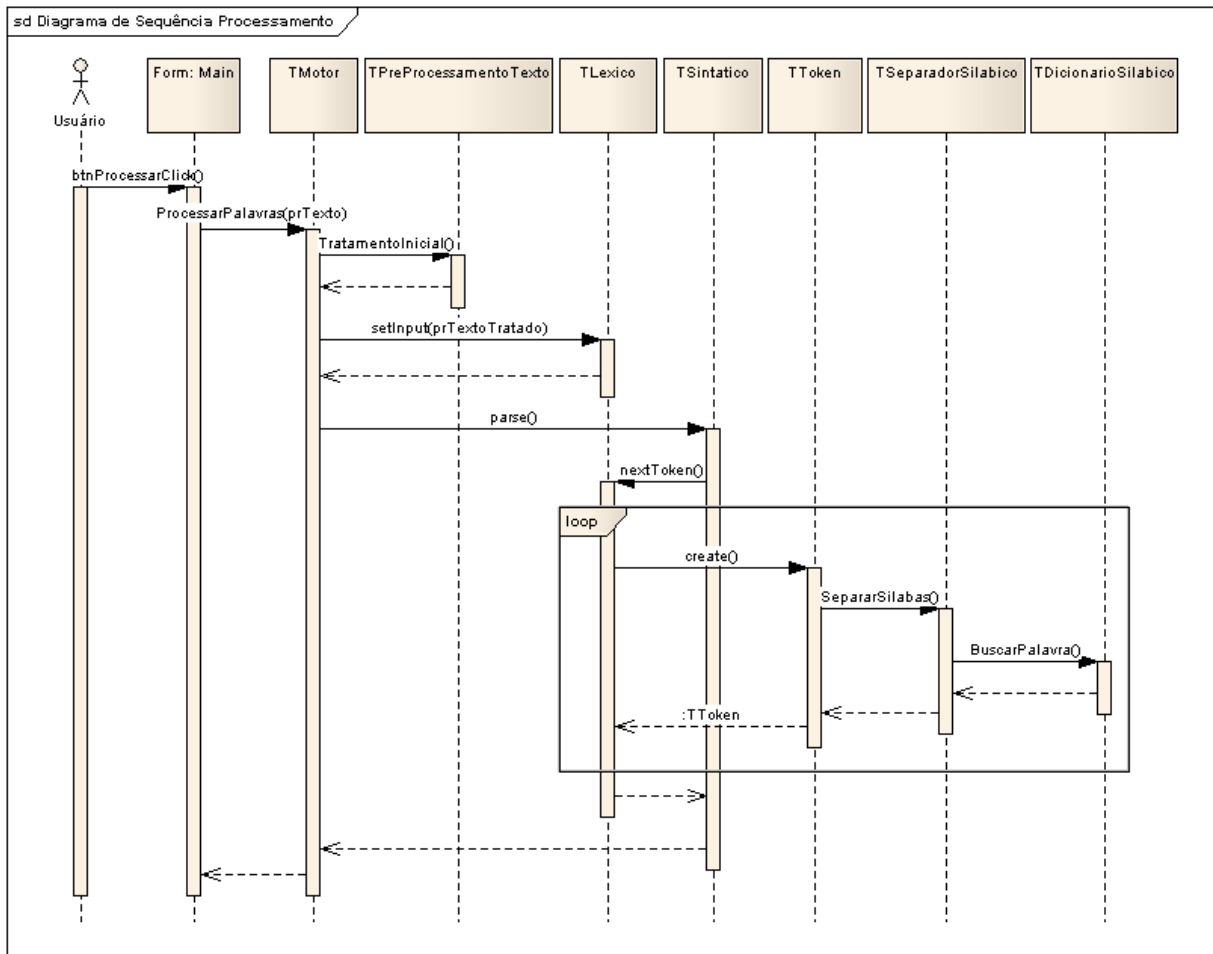 sd Diagrama de Sequência Processamento
Usuário
Form: Main
TMotor
TPreProcessamentoTexto
TLexico
TSintatico
TToken
TSeparadorSilabico
TDicionarioSilabico
btnProcessarClick()
ProcessarPalavras(prTexto)
TratamentoInicial()
setInput(prTextoTratado)
parse()
nextToken()
loop
create()
SepararSilabas()
BuscarPalavra()
:TToken